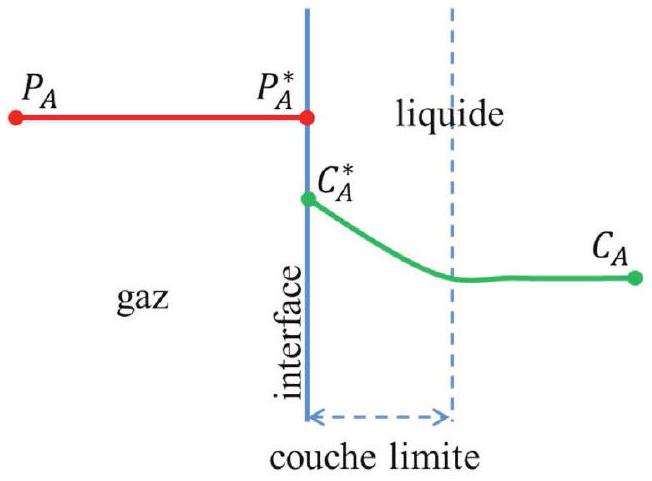 P_A
P_A^*
liquide
C_A^*
C_A
gaz
interface
couche limite